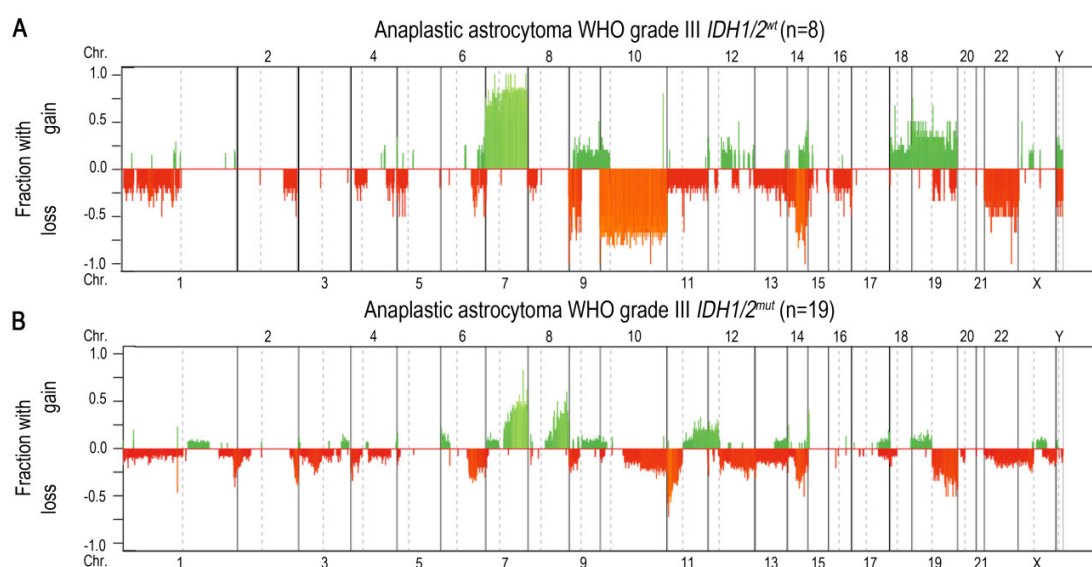 A
Anaplastic astrocytoma WHO grade III IDH1/2wt (n=8)
Chr. 2 4 6 8 10 12 14 16 18 20 22 Y
Fraction with
loss gain
1.0
0.5
0.0
-0.5
-1.0
Chr. 1 3 5 7 9 11 13 15 17 19 21 X
B
Anaplastic astrocytoma WHO grade III IDH1/2mut (n=19)
Chr. 2 4 6 8 10 12 14 16 18 20 22 Y
Fraction with
loss gain
1.0
0.5
0.0
-0.5
-1.0
Chr. 1 3 5 7 9 11 13 15 17 19 21 X